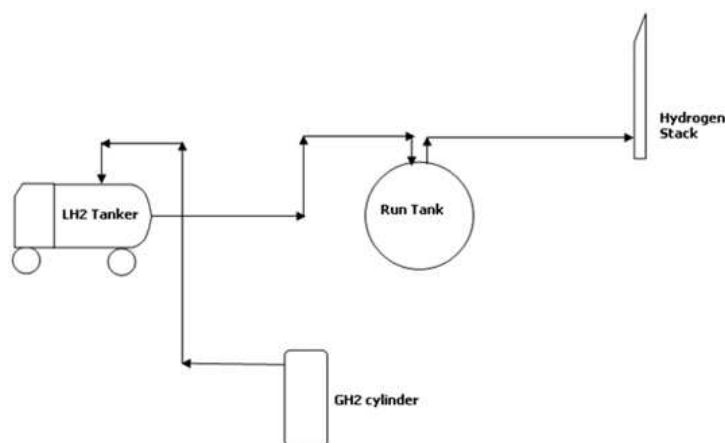 Hydrogen
Stack
LH2 Tanker
Run Tank
GH2 cylinder